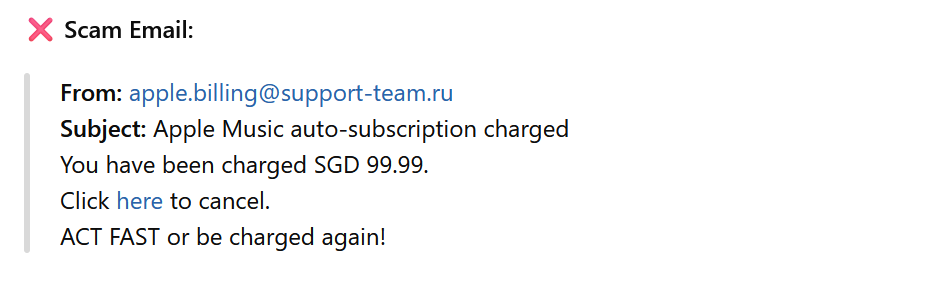 ❌ Scam Email:
From: apple.billing@support-team.ru
Subject: Apple Music auto-subscription charged
You have been charged SGD 99.99.
Click here to cancel.
ACT FAST or be charged again!